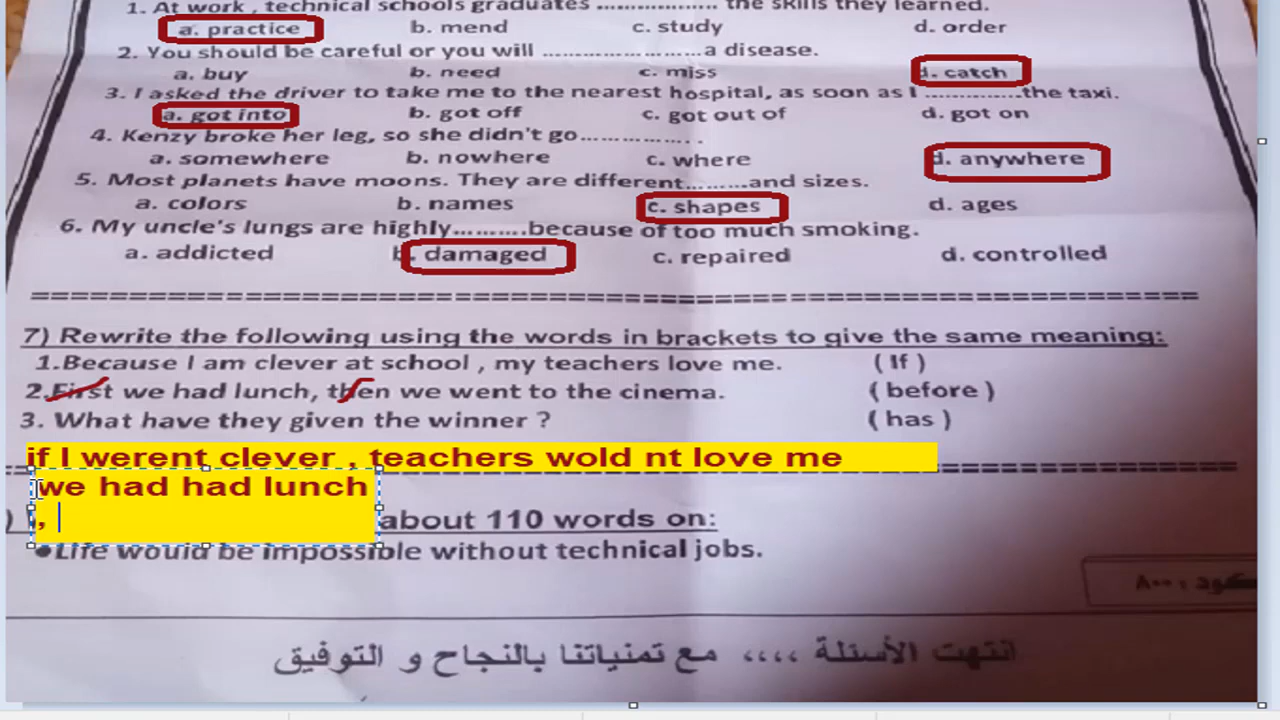 1. At work , technical schools graduates .................. the skills they learned.
a. practice b. mend c. study d. order
2. You should be careful or you will ........................a disease.
a. buy b. need c. miss d. catch
3. I asked the driver to take me to the nearest hospital, as soon as I ..............the taxi.
a. got into b. got off c. got out of d. got on
4. Kenzy broke her leg, so she didn't go.............. .
a. somewhere b. nowhere c. where d. anywhere
5. Most planets have moons. They are different.........and sizes.
a. colors b. names c. shapes d. ages
6. My uncle's lungs are highly..........because of too much smoking.
a. addicted b. damaged c. repaired d. controlled
7) Rewrite the following using the words in brackets to give the same meaning:
1.Because I am clever at school , my teachers love me. ( If )
2.First we had lunch, then we went to the cinema. ( before )
3. What have they given the winner ? ( has )
if I werent clever , teachers wold nt love me
we had had lunch
,
about 110 words on:
●Life would be impossible without technical jobs.
كود : ٨٠٠
انتهت الأسئلة ،،،، مع تمنياتنا بالنجاح و التوفيق